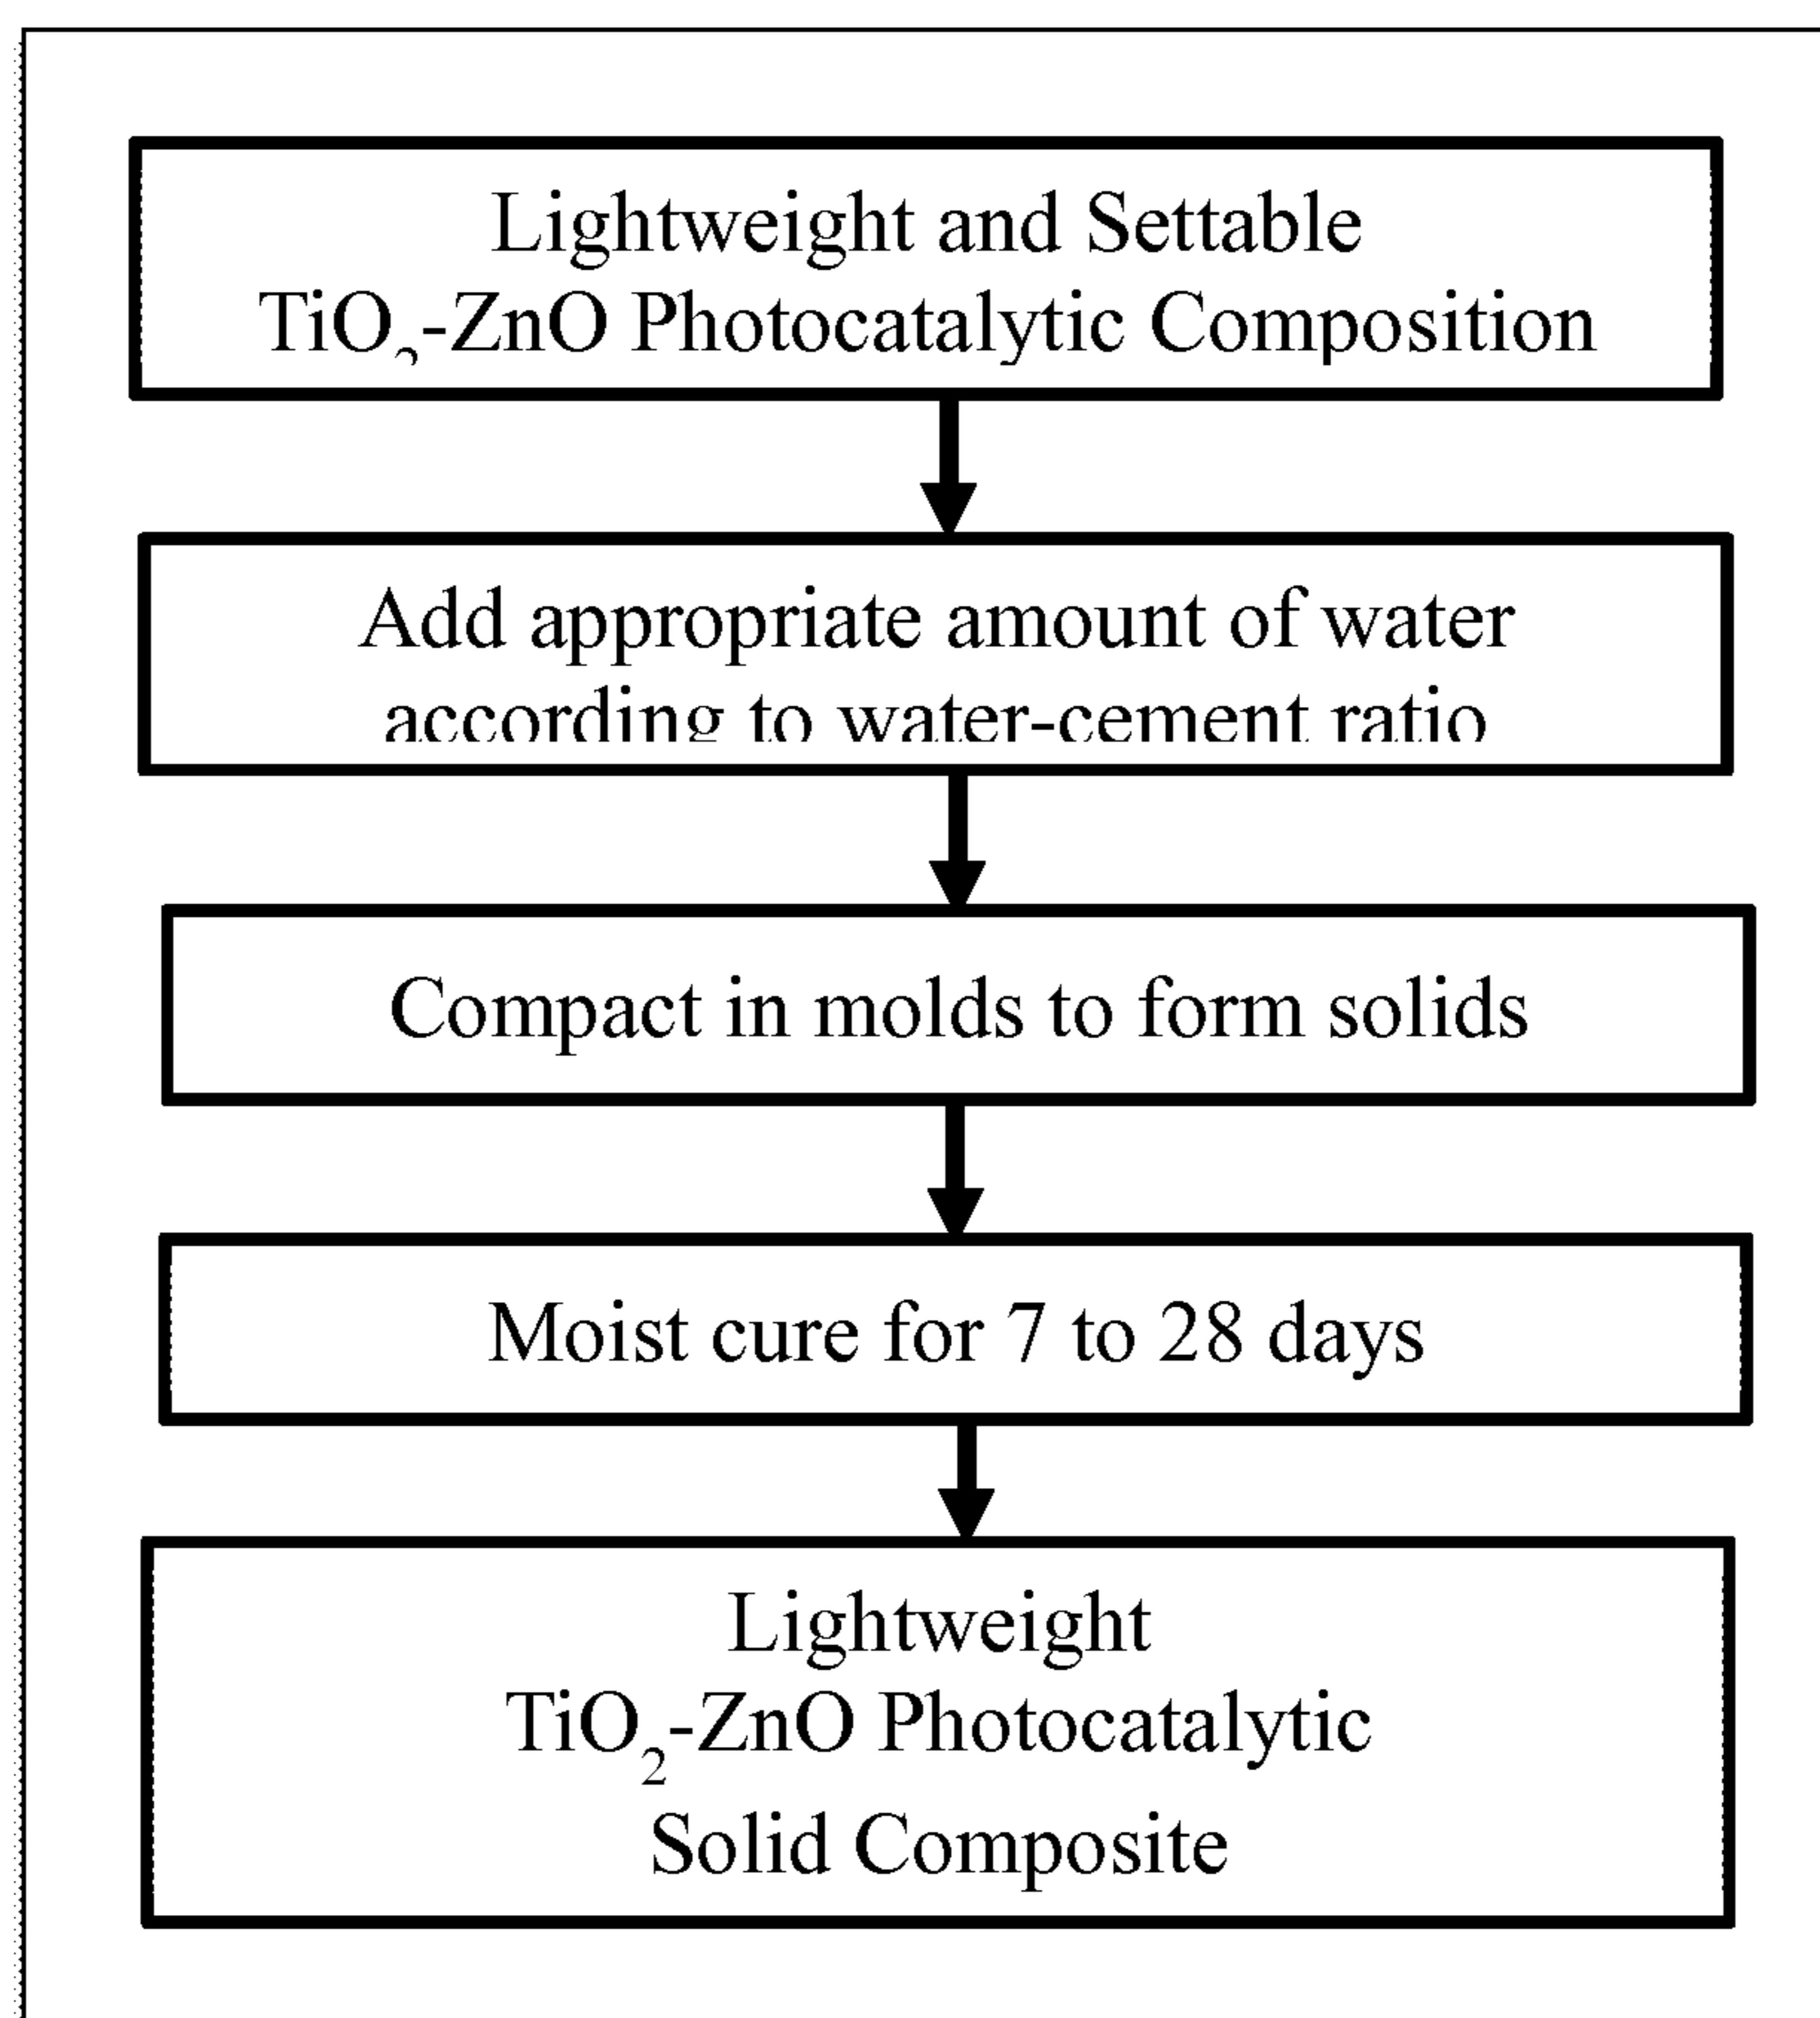 Lightweight and Settable
TiO₂-ZnO Photocatalytic Composition
Add appropriate amount of water
according to water-cement ratio
Compact in molds to form solids
Moist cure for 7 to 28 days
Lightweight
TiO₂-ZnO Photocatalytic
Solid Composite